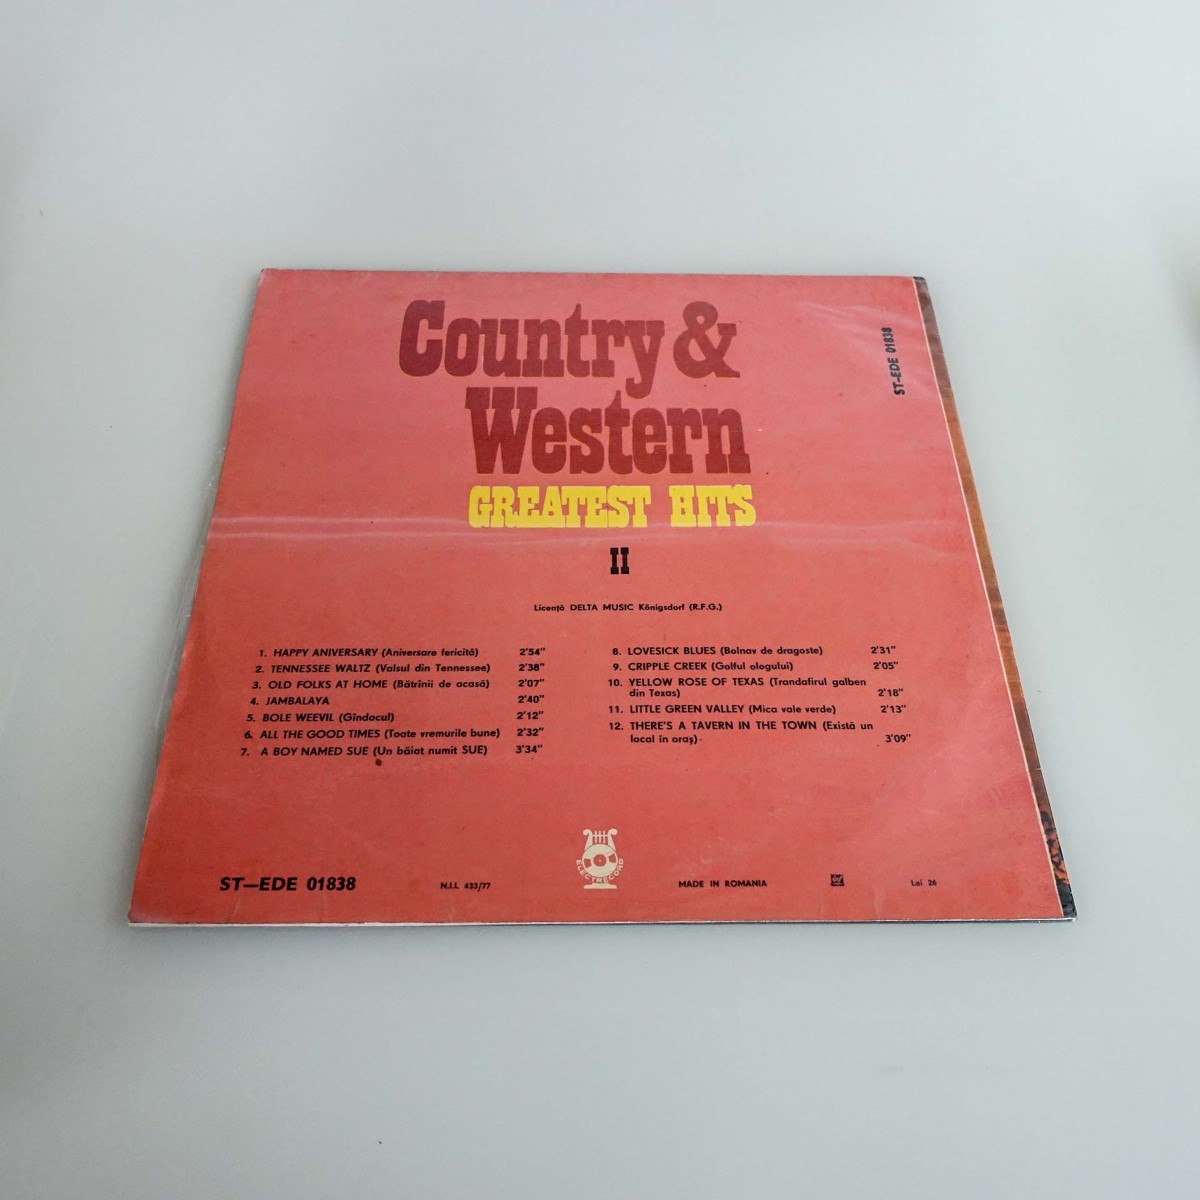 Country &
Western
GREATEST HITS
II
ST-EDE 01838
Licență DELTA MUSIC Königsdorf (R.F.G.)
1. HAPPY ANIVERSARY (Aniversare fericită) 2'54"
2. TENNESSEE WALTZ (Valsul din Tennessee) 2'38"
3. OLD FOLKS AT HOME (Bătrînii de acasă) 2'07"
4. JAMBALAYA 2'40"
5. BOLE WEEVIL (Gîndacul) 2'12"
6. ALL THE GOOD TIMES (Toate vremurile bune) 2'32"
7. A BOY NAMED SUE (Un băiat numit SUE) 3'34"
8. LOVESICK BLUES (Bolnav de dragoste) 2'31"
9. CRIPPLE CREEK (Golful ologului) 2'05"
10. YELLOW ROSE OF TEXAS (Trandafirul galben
din Texas) 2'18"
11. LITTLE GREEN VALLEY (Mica vale verde) 2'13"
12. THERE'S A TAVERN IN THE TOWN (Există un
local în oraș) 3'09"
ELECTRECORD
ST—EDE 01838
N.I.I. 433/77
MADE IN ROMANIA
Lei 26